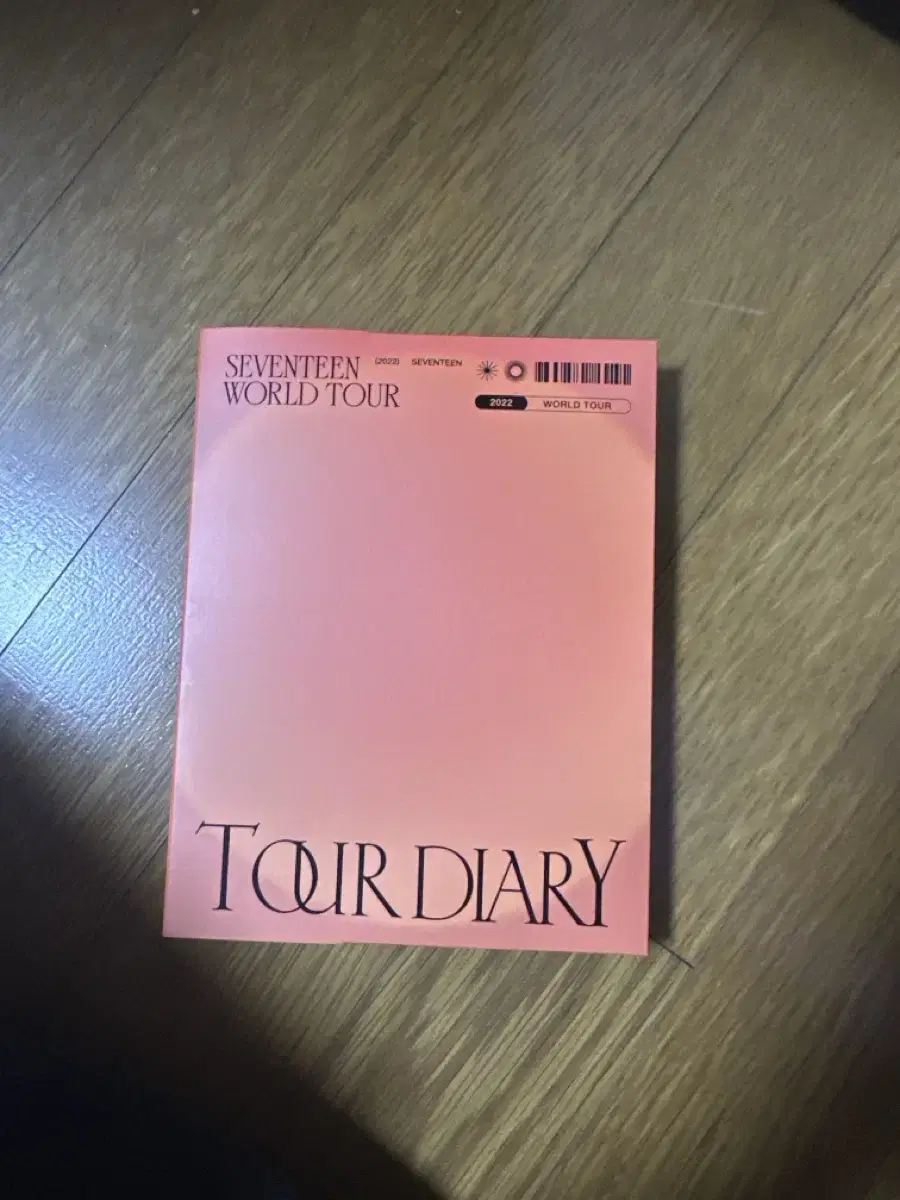 SEVENTEEN
WORLD TOUR
(2022) SEVENTEEN
2022 WORLD TOUR
TOUR DIARY